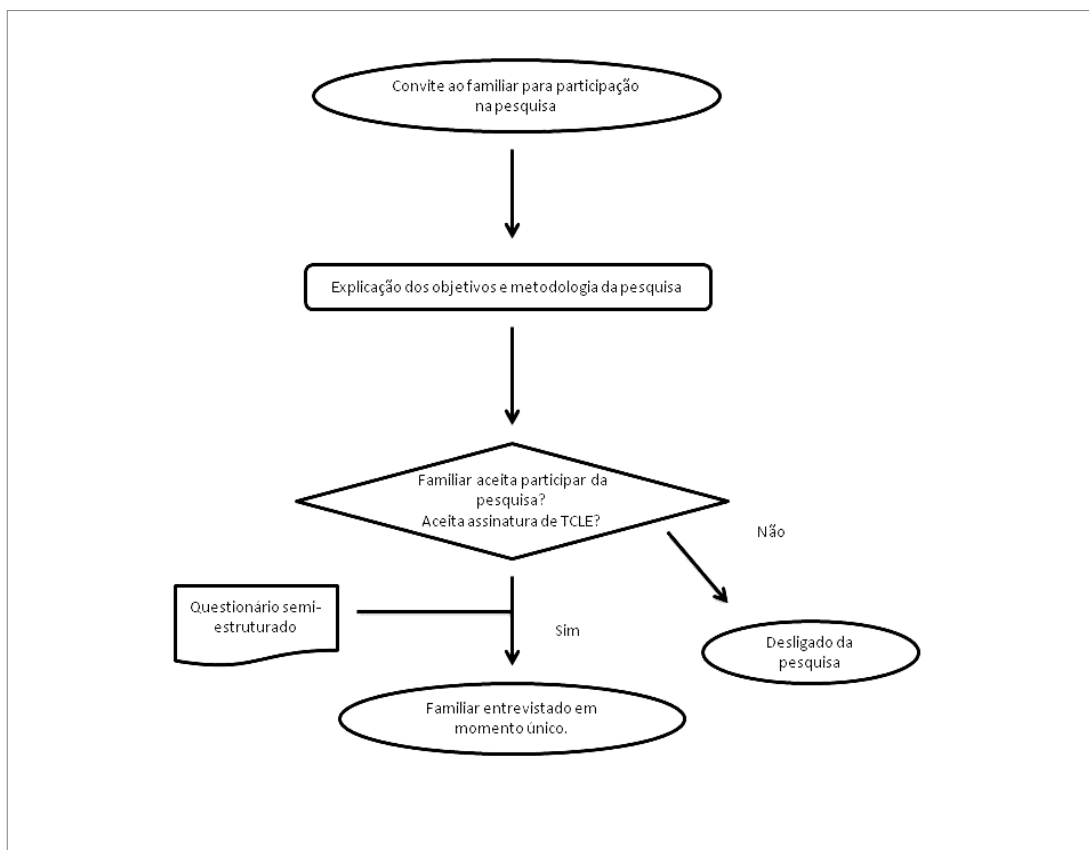 Convite ao familiar para participação
na pesquisa
Explicação dos objetivos e metodologia da pesquisa
Familiar aceita participar da
pesquisa?
Aceita assinatura de TCLE?
Não
Questionário semi-
estruturado
Sim
Desligado da
pesquisa
Familiar entrevistado em
momento único.